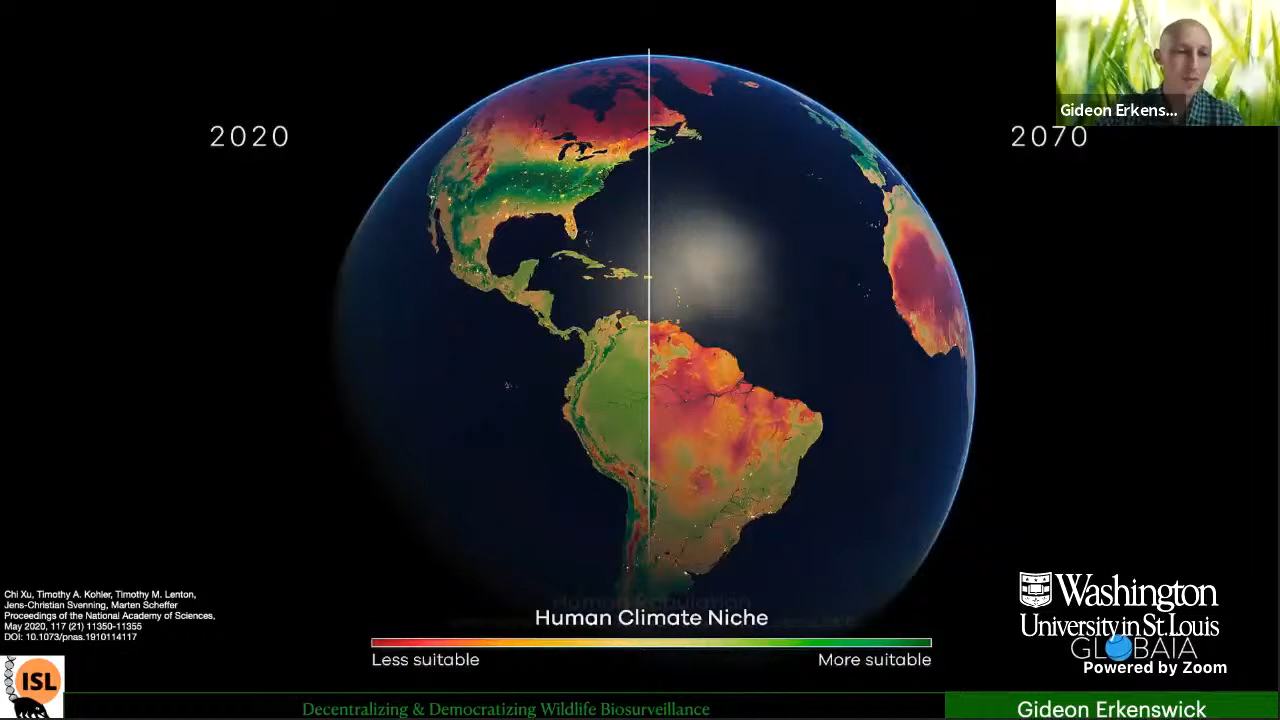 Gideon Erkens...
2020
2070
Human Climate Niche
Less suitable
More suitable
Chi Xu, Timothy A. Kohler, Timothy M. Lenton,
Jens-Christian Svenning, Marten Scheffer
Proceedings of the National Academy of Sciences,
May 2020, 117 (21) 11350-11355
DOI: 10.1073/pnas.1910114117
Washington
University in St. Louis
GLOBAIA
Powered by Zoom
ISL
Decentralizing & Democratizing Wildlife Biosurveillance
Gideon Erkenswick